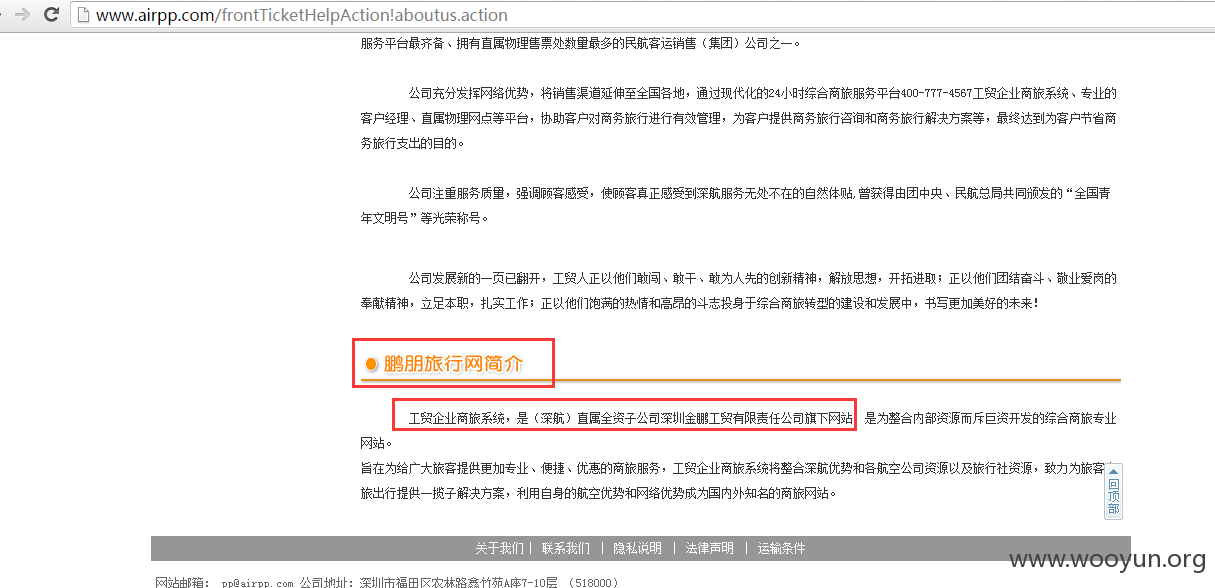 www.airpp.com/frontTicketHelpAction!aboutus.action
服务平台最齐备、拥有直属物理售票处数量最多的民航客运销售（集团）公司之一。
公司充分发挥网络优势，将销售渠道延伸至全国各地，通过现代化的24小时综合商旅服务平台400-777-4567工贸企业商旅系统、专业的
客户经理、直属物理网点等平台，协助客户对商务旅行进行有效管理，为客户提供商务旅行咨询和商务旅行解决方案等，最终达到为客户节省商
务旅行支出的目的。
公司注重服务质量，强调顾客感受，使顾客真正感受到深航服务无处不在的自然体贴,曾获得由团中央、民航总局共同颁发的“全国青
年文明号”等光荣称号。
公司发展新的一页已翻开，工贸人正以他们敢闯、敢干、敢为人先的创新精神，解放思想，开拓进取；正以他们团结奋斗、敬业爱岗的
奉献精神，立足本职，扎实工作；正以他们饱满的热情和高昂的斗志投身于综合商旅转型的建设和发展中，书写更加美好的未来！
鹏朋旅行网简介
工贸企业商旅系统，是（深航）直属全资子公司深圳金鹏工贸有限责任公司旗下网站 是为整合内部资源而斥巨资开发的综合商旅专业
网站。
旨在为给广大旅客提供更加专业、便捷、优惠的商旅服务，工贸企业商旅系统将整合深航优势和各航空公司资源以及旅行社资源，致力为旅客
旅出行提供一揽子解决方案，利用自身的航空优势和网络优势成为国内外知名的商旅网站。
回顶部
关于我们 | 联系我们 | 隐私说明 | 法律声明 | 运输条件
www.wooyun.org
网站邮箱： pp@airpp.com 公司地址：深圳市福田区农林路鑫竹苑A座7-10层 （518000）